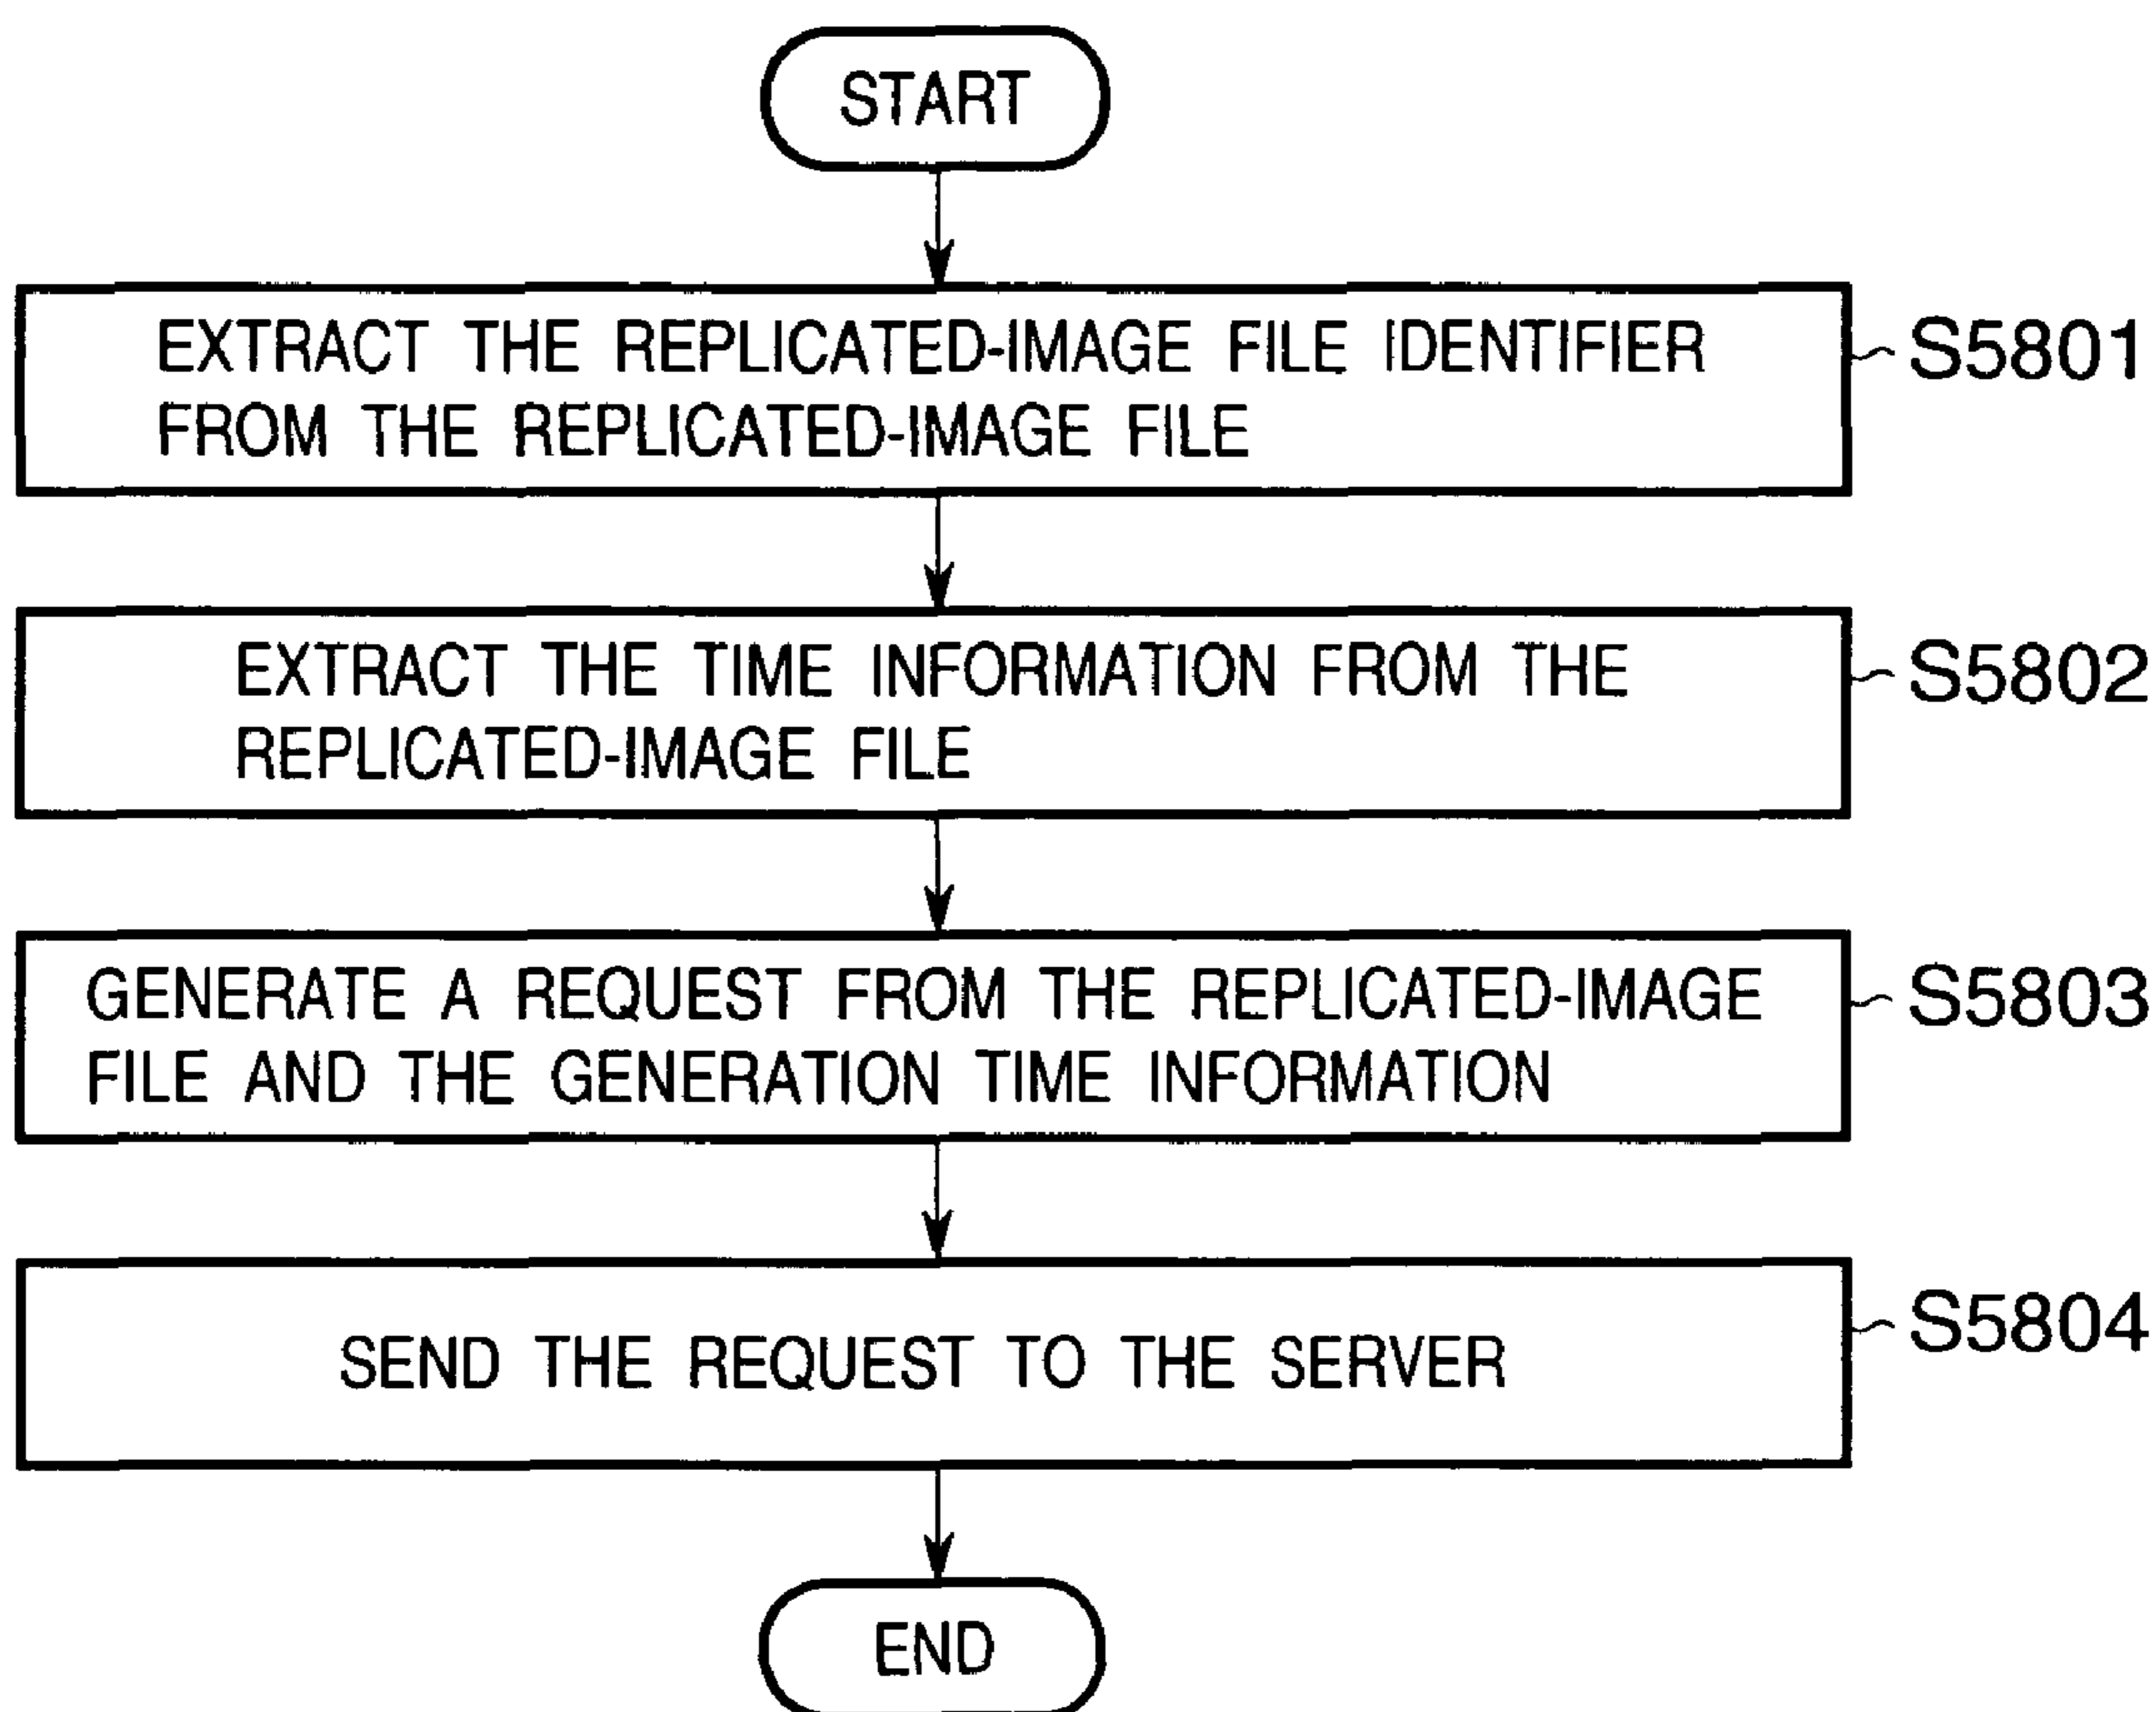 START
EXTRACT THE REPLICATED-IMAGE FILE IDENTIFIER
FROM THE REPLICATED-IMAGE FILE
S5801
EXTRACT THE TIME INFORMATION FROM THE
REPLICATED-IMAGE FILE
S5802
GENERATE A REQUEST FROM THE REPLICATED-IMAGE
FILE AND THE GENERATION TIME INFORMATION
S5803
SEND THE REQUEST TO THE SERVER
S5804
END